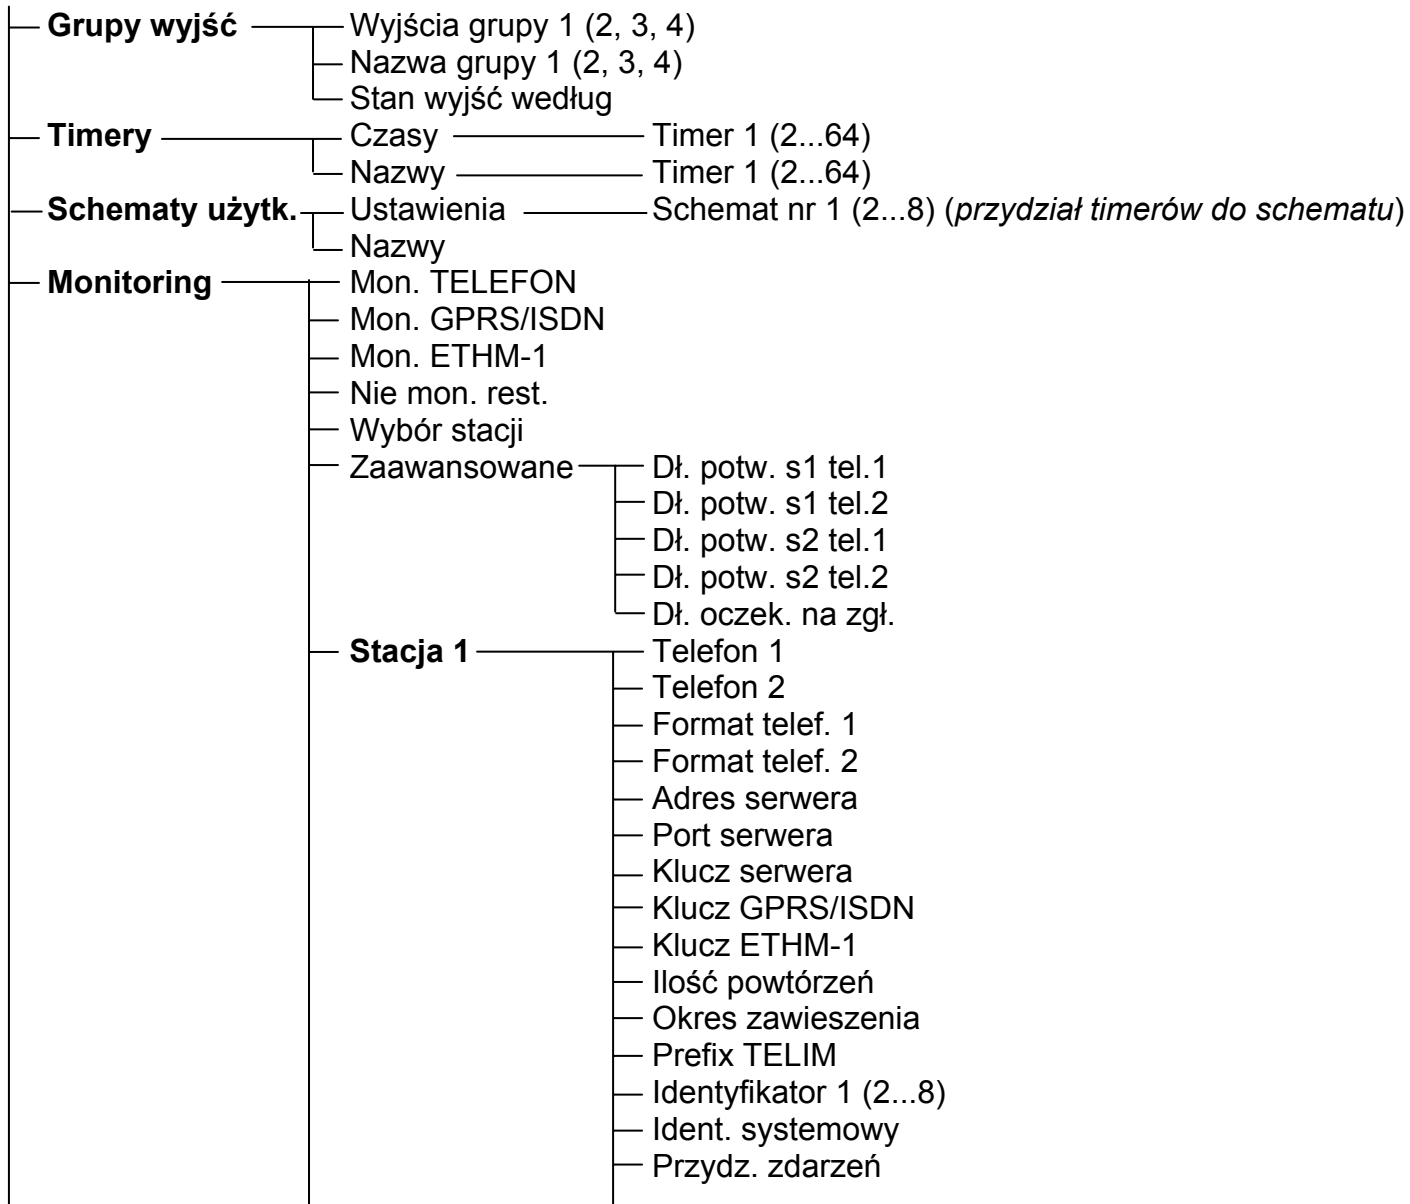 Grupy wyjść Wyjścia grupy 1 (2, 3, 4)
Nazwa grupy 1 (2, 3, 4)
Stan wyjść według
Timery Czasy Timer 1 (2...64)
Nazwy Timer 1 (2...64)
Schematy użytk. Ustawienia Schemat nr 1 (2...8) (przydział timerów do schematu)
Nazwy
Monitoring Mon. TELEFON
Mon. GPRS/ISDN
Mon. ETHM-1
Nie mon. rest.
Wybór stacji
Zaawansowane Dł. potw. s1 tel.1
Dł. potw. s1 tel.2
Dł. potw. s2 tel.1
Dł. potw. s2 tel.2
Dł. oczek. na zgł.
Stacja 1 Telefon 1
Telefon 2
Format telef. 1
Format telef. 2
Adres serwera
Port serwera
Klucz serwera
Klucz GPRS/ISDN
Klucz ETHM-1
Ilość powtórzeń
Okres zawieszenia
Prefix TELIM
Identyfikator 1 (2...8)
Ident. systemowy
Przydz. zdarzeń